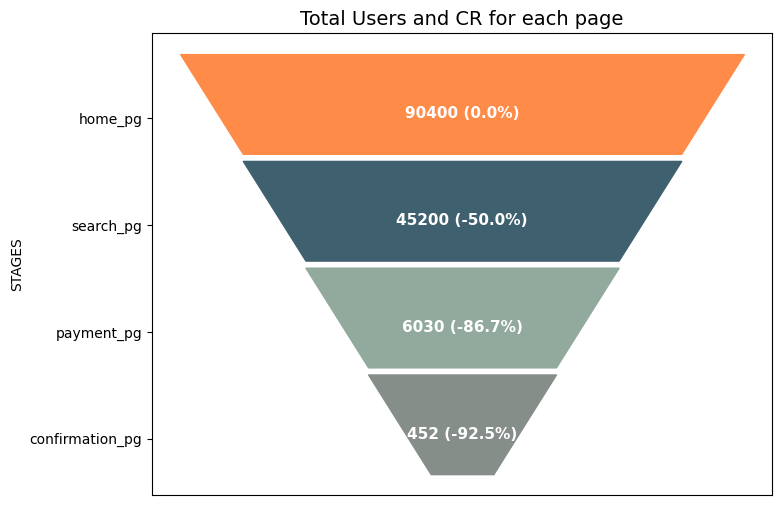 Total Users and CR for each page
STAGES
home_pg
90400 (0.0%)
search_pg
45200 (-50.0%)
payment_pg
6030 (-86.7%)
confirmation_pg
452 (-92.5%)